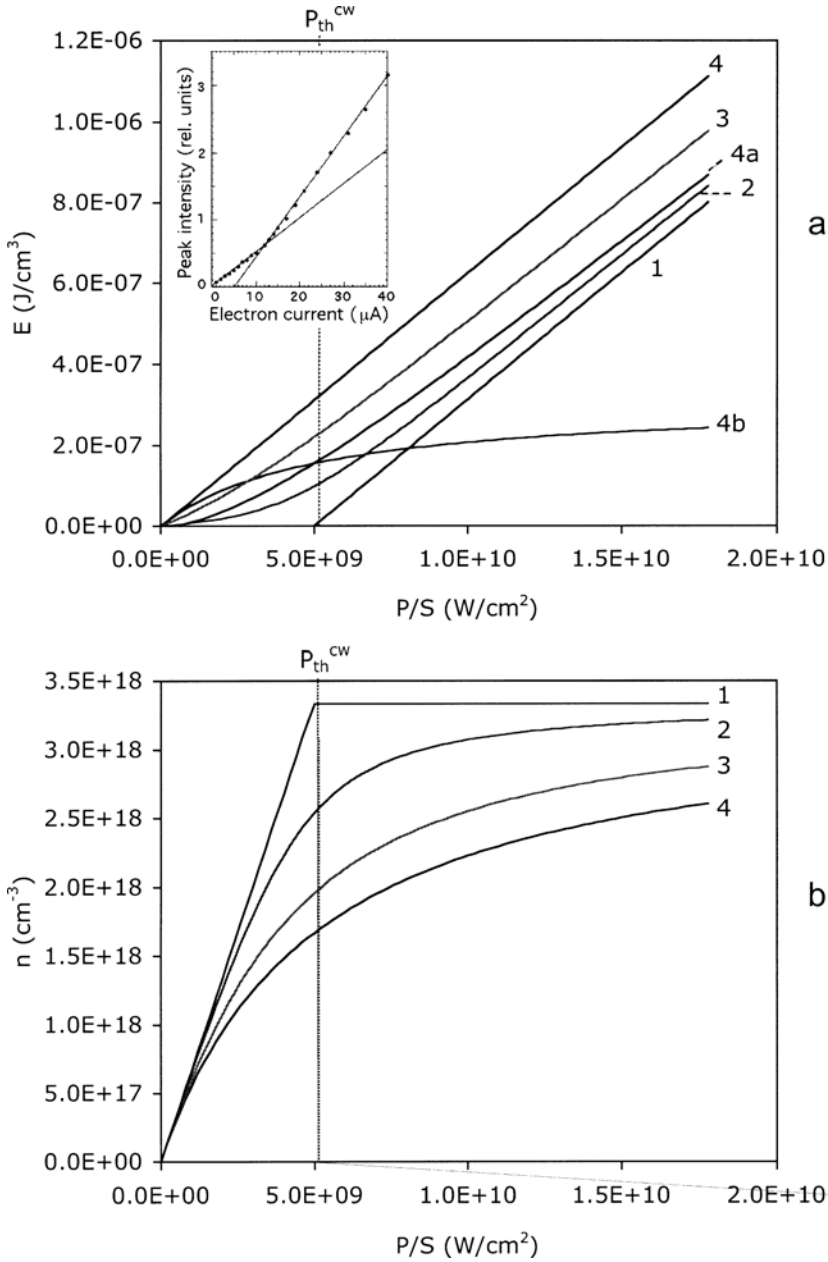 P_th^cw
1.2E-06
1.0E-06
8.0E-07
6.0E-07
4.0E-07
2.0E-07
0.0E+00
E (J/cm³)
0.0E+00 5.0E+09 1.0E+10 1.5E+10 2.0E+10
P/S (W/cm²)
3
2
1
0
Peak intensity (rel. units)
0 10 20 30 40
Electron current (μA)
4
3
4a
2
1
4b
a
P_th^cw
3.5E+18
3.0E+18
2.5E+18
2.0E+18
1.5E+18
1.0E+18
5.0E+17
0.0E+00
n (cm⁻³)
0.0E+00 5.0E+09 1.0E+10 1.5E+10 2.0E+10
P/S (W/cm²)
1
2
3
4
b